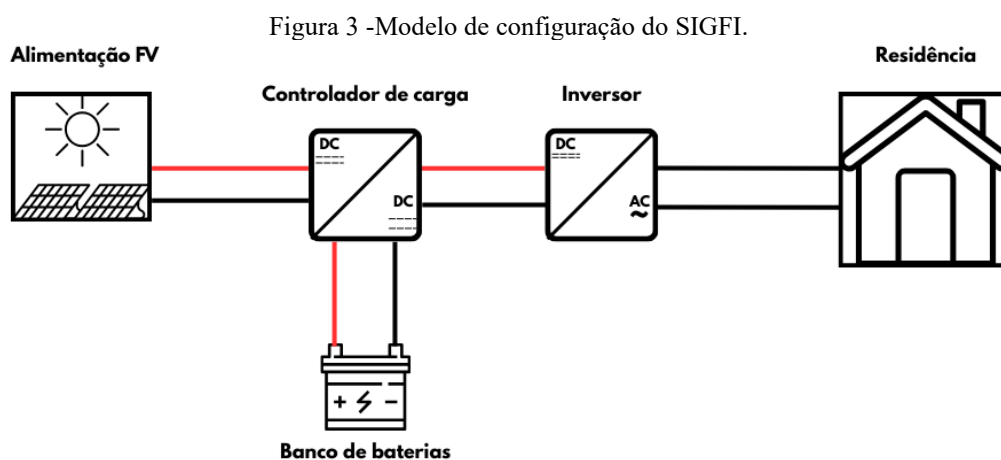 Figura 3 -Modelo de configuração do SIGFI.
Alimentação FV
Residência
Controlador de carga
Inversor
DC
DC
DC
AC
~
+ -
Banco de baterias